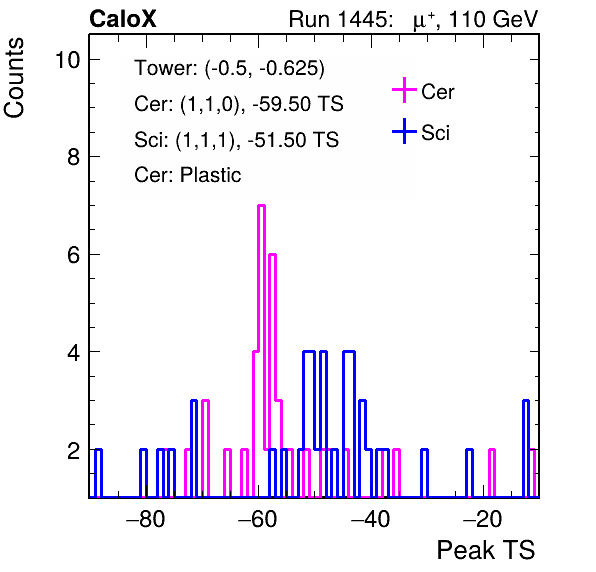 CaloX Run 1445: μ⁺, 110 GeV
Counts
Tower: (-0.5, -0.625)
Cer: (1,1,0), -59.50 TS
Sci: (1,1,1), -51.50 TS
Cer: Plastic
Cer
Sci
10
8
6
4
2
−80 −60 −40 −20
Peak TS